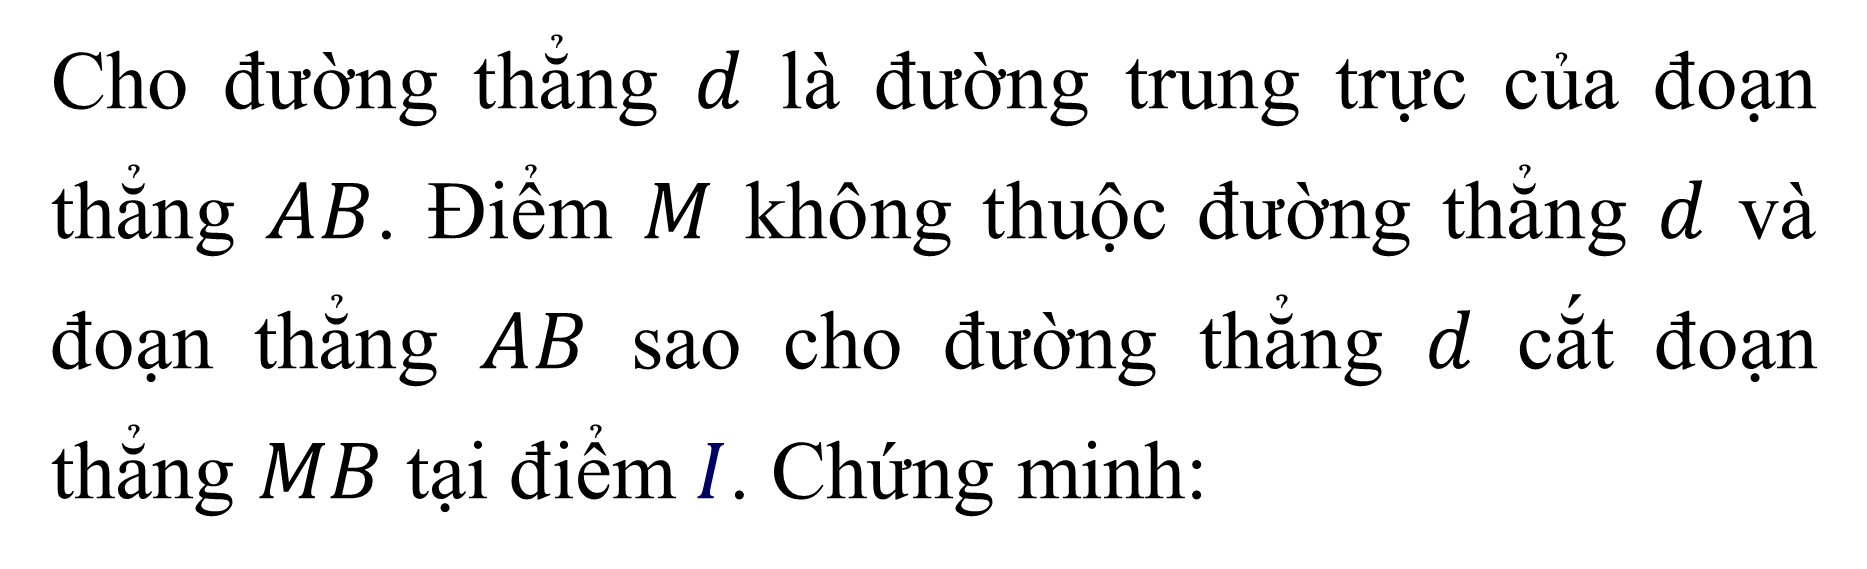 Cho đường thẳng d là đường trung trực của đoạn
thẳng AB. Điểm M không thuộc đường thẳng d và
đoạn thẳng AB sao cho đường thẳng d cắt đoạn
thẳng MB tại điểm I. Chứng minh: